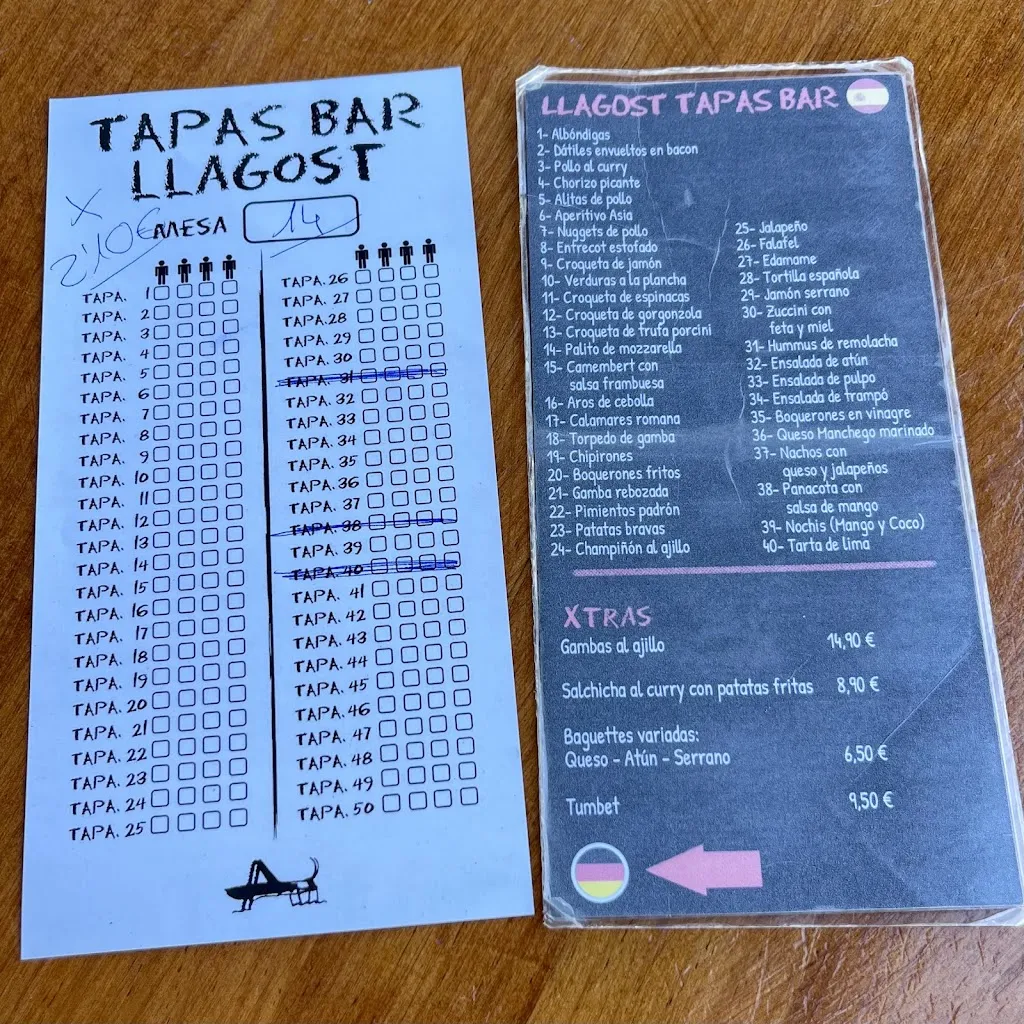 TAPAS BAR
LLAGOST
X
2'10€
MESA 14
TAPA. 1
TAPA. 2
TAPA. 3
TAPA. 4
TAPA. 5
TAPA. 6
TAPA. 7
TAPA. 8
TAPA. 9
TAPA. 10
TAPA. 11
TAPA. 12
TAPA. 13
TAPA. 14
TAPA. 15
TAPA. 16
TAPA. 17
TAPA. 18
TAPA. 19
TAPA. 20
TAPA. 21
TAPA. 22
TAPA. 23
TAPA. 24
TAPA. 25
TAPA. 26
TAPA. 27
TAPA. 28
TAPA. 29
TAPA. 30
TAPA. 31
TAPA. 32
TAPA. 33
TAPA. 34
TAPA. 35
TAPA. 36
TAPA. 37
TAPA. 38
TAPA. 39
TAPA. 40
TAPA. 41
TAPA. 42
TAPA. 43
TAPA. 44
TAPA. 45
TAPA. 46
TAPA. 47
TAPA. 48
TAPA. 49
TAPA. 50
LLAGOST TAPAS BAR
1- Albóndigas
2- Dátiles envueltos en bacon
3- Pollo al curry
4- Chorizo picante
5- Alitas de pollo
6- Aperitivo Asia
7- Nuggets de pollo
8- Entrecot estofado
9- Croqueta de jamón
10- Verduras a la plancha
11- Croqueta de espinacas
12- Croqueta de gorgonzola
13- Croqueta de trufa porcini
14- Palito de mozzarella
15- Camembert con
salsa frambuesa
16- Aros de cebolla
17- Calamares romana
18- Torpedo de gamba
19- Chipirones
20- Boquerones fritos
21- Gamba rebozada
22- Pimientos padrón
23- Patatas bravas
24- Champiñón al ajillo
25- Jalapeño
26- Falafel
27- Edamame
28- Tortilla española
29- Jamón serrano
30- Zuccini con
feta y miel
31- Hummus de remolacha
32- Ensalada de atún
33- Ensalada de pulpo
34- Ensalada de trampó
35- Boquerones en vinagre
36- Queso Manchego marinado
37- Nachos con
queso y jalapeños
38- Panacota con
salsa de mango
39- Nochis (Mango y Coco)
40- Tarta de lima
XTRAS
Gambas al ajillo 14,90 €
Salchicha al curry con patatas fritas 8,90 €
Baguettes variadas:
Queso - Atún - Serrano 6,50 €
Tumbet 9,50 €